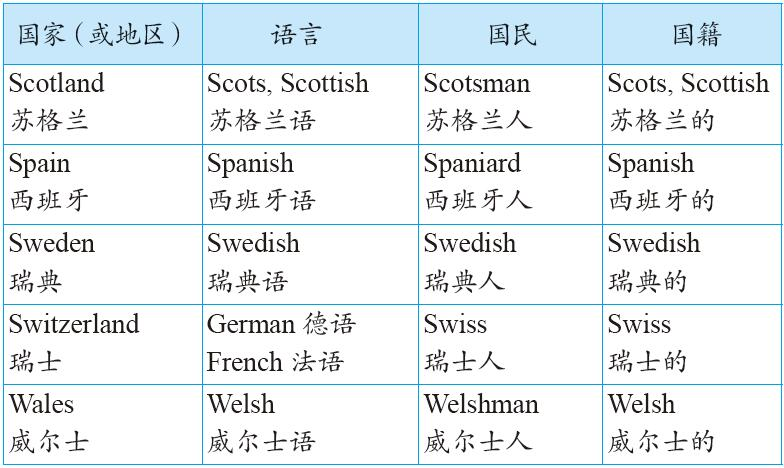 国家（或地区） 语言 国民 国籍
Scotland Scots, Scottish Scotsman Scots, Scottish
苏格兰 苏格兰语 苏格兰人 苏格兰的
Spain Spanish Spaniard Spanish
西班牙 西班牙语 西班牙人 西班牙的
Sweden Swedish Swedish Swedish
瑞典 瑞典语 瑞典人 瑞典的
Switzerland German 德语 Swiss Swiss
瑞士 French 法语 瑞士人 瑞士的
Wales Welsh Welshman Welsh
威尔士 威尔士语 威尔士人 威尔士的